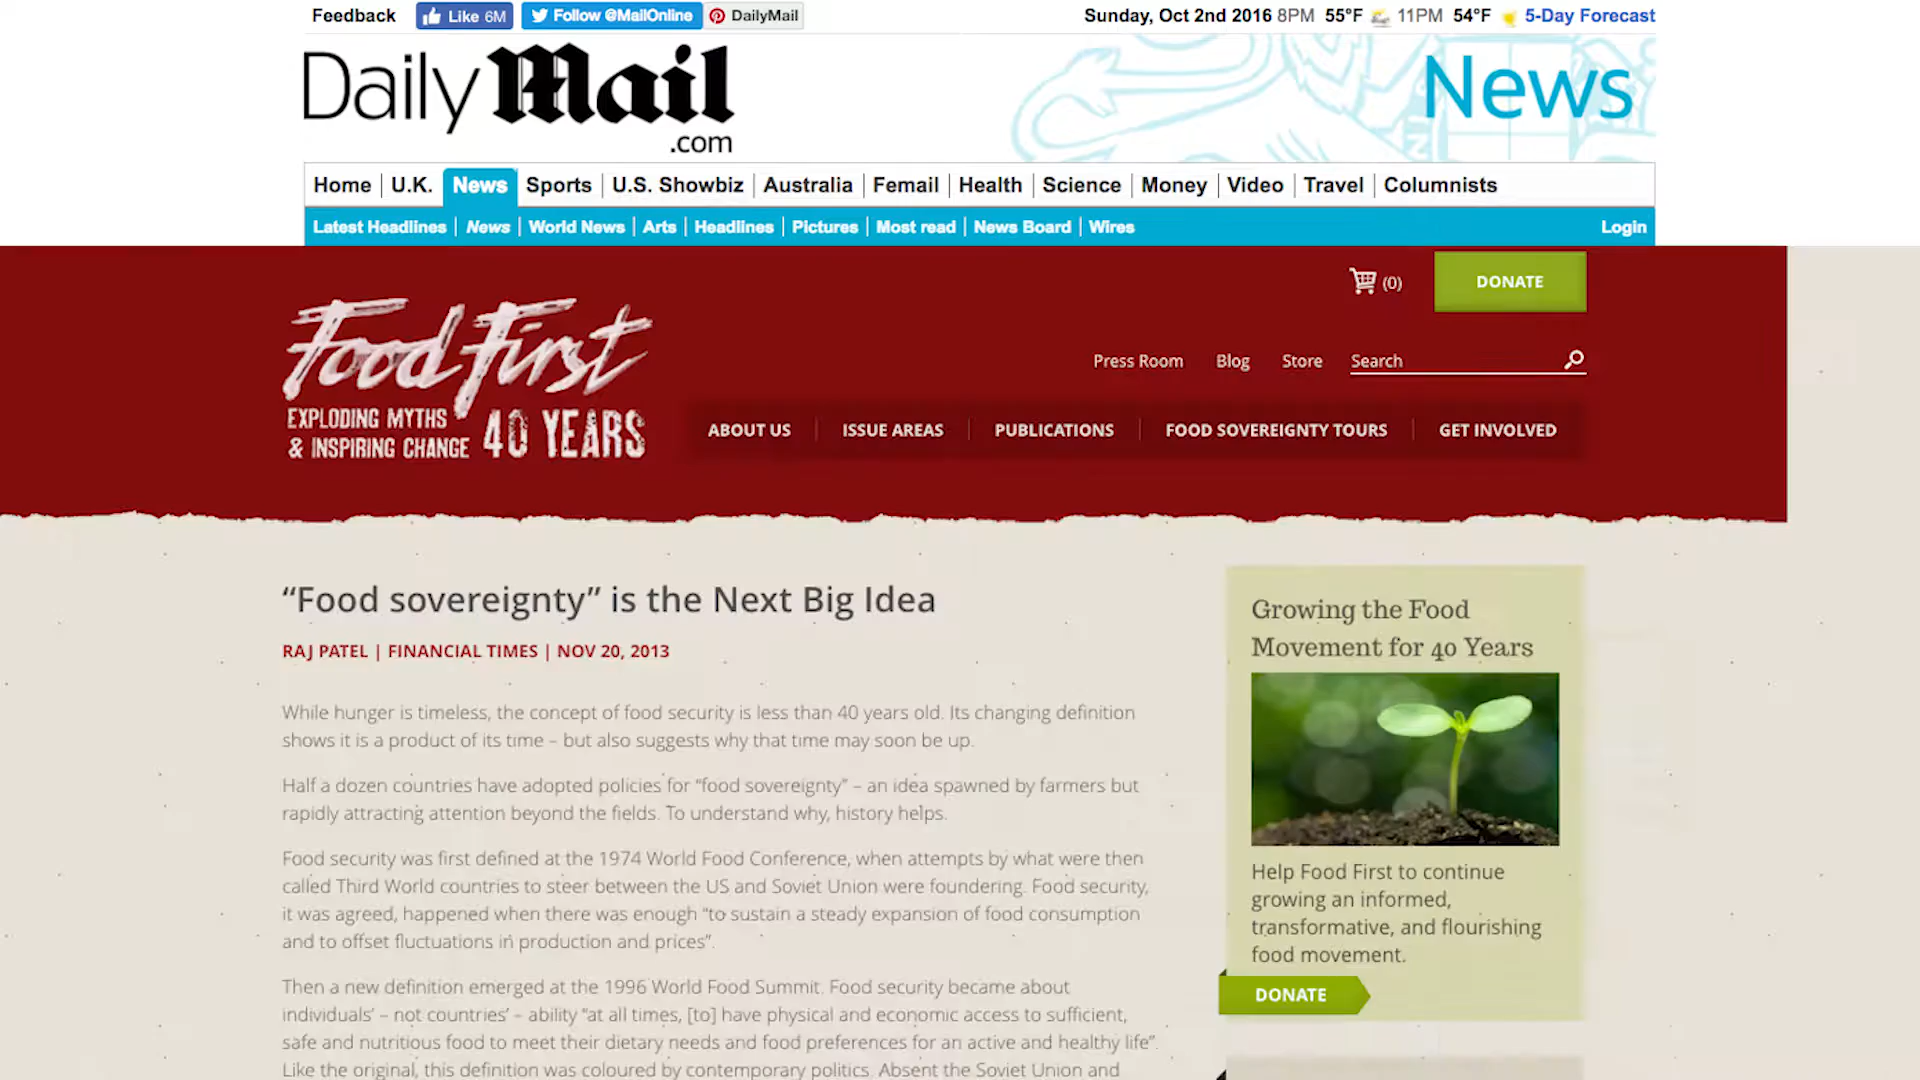 Feedback Like 6M Follow @MailOnline DailyMail Sunday, Oct 2nd 2016 8PM 55°F 11PM 54°F 5-Day Forecast
Daily Mail
.com
News
Home U.K. News Sports U.S. Showbiz Australia Femail Health Science Money Video Travel Columnists
Latest Headlines News World News Arts Headlines Pictures Most read News Board Wires Login
(0) DONATE
Food First
EXPLODING MYTHS
& INSPIRING CHANGE 40 YEARS
Press Room Blog Store Search
ABOUT US ISSUE AREAS PUBLICATIONS FOOD SOVEREIGNTY TOURS GET INVOLVED
“Food sovereignty” is the Next Big Idea
RAJ PATEL | FINANCIAL TIMES | NOV 20, 2013
While hunger is timeless, the concept of food security is less than 40 years old. Its changing definition
shows it is a product of its time – but also suggests why that time may soon be up.
Half a dozen countries have adopted policies for “food sovereignty” – an idea spawned by farmers but
rapidly attracting attention beyond the fields. To understand why, history helps.
Food security was first defined at the 1974 World Food Conference, when attempts by what were then
called Third World countries to steer between the US and Soviet Union were foundering. Food security,
it was agreed, happened when there was enough “to sustain a steady expansion of food consumption
and to offset fluctuations in production and prices”.
Then a new definition emerged at the 1996 World Food Summit. Food security became about
individuals’ – not countries’ – ability “at all times, [to] have physical and economic access to sufficient,
safe and nutritious food to meet their dietary needs and food preferences for an active and healthy life”.
Like the original, this definition was coloured by contemporary politics. Absent the Soviet Union and
Growing the Food
Movement for 40 Years
Help Food First to continue
growing an informed,
transformative, and flourishing
food movement.
DONATE